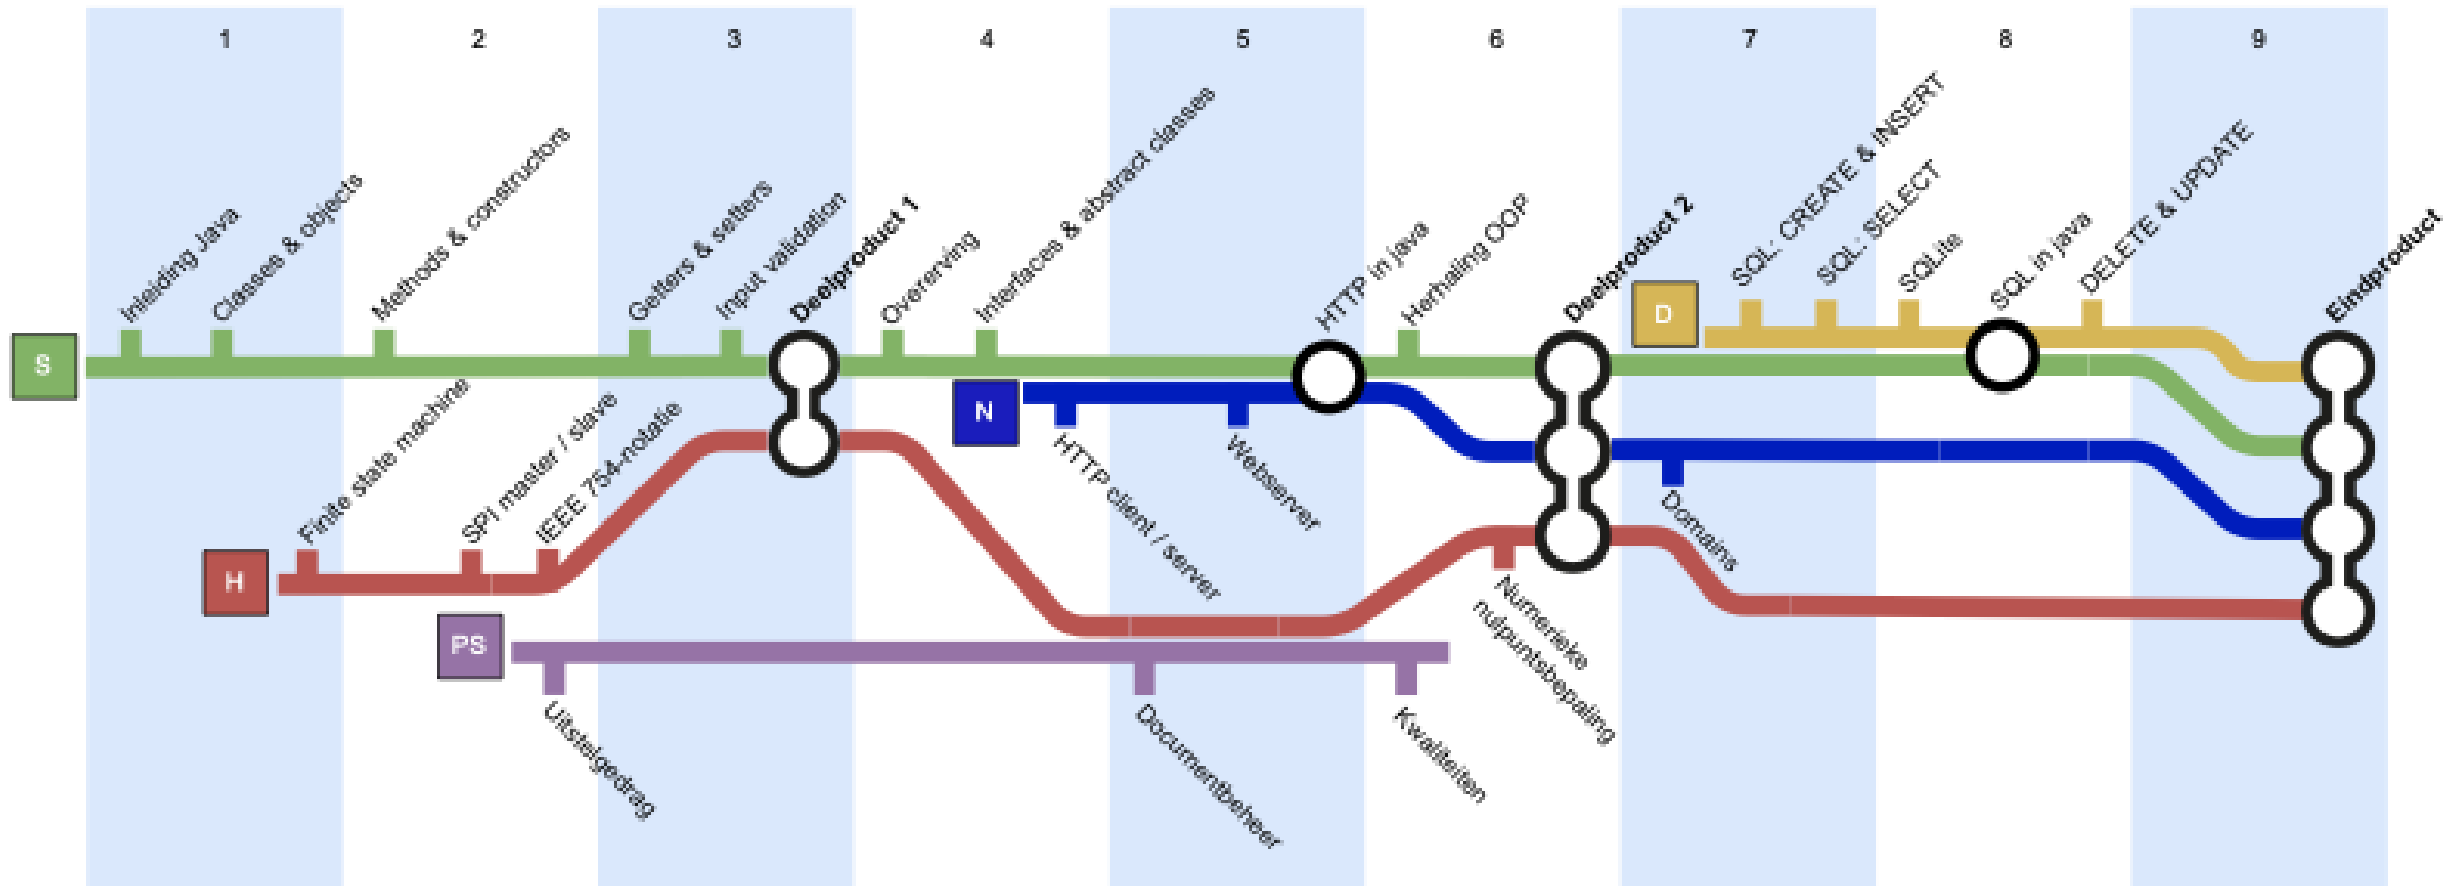 1
2
3
4
5
6
7
8
9
Inleiding Java
Classes & objects
Methods & constructors
Getters & setters
Input validation
Deelproduct 1
Overerving
Interfaces & abstract classes
HTTP in java
Herhaling OOP
Deelproduct 2
SQL: CREATE & INSERT
SQL: SELECT
SQLite
SQL in java
DELETE & UPDATE
Eindproduct
S
D
N
HTTP client / server
Webserver
Domains
H
Finite state machine
SPI master / slave
IEEE 754-notatie
Numerieke
nulpuntsbepaling
PS
Uitsteigedrag
Documentbeheer
Kwaliteiten